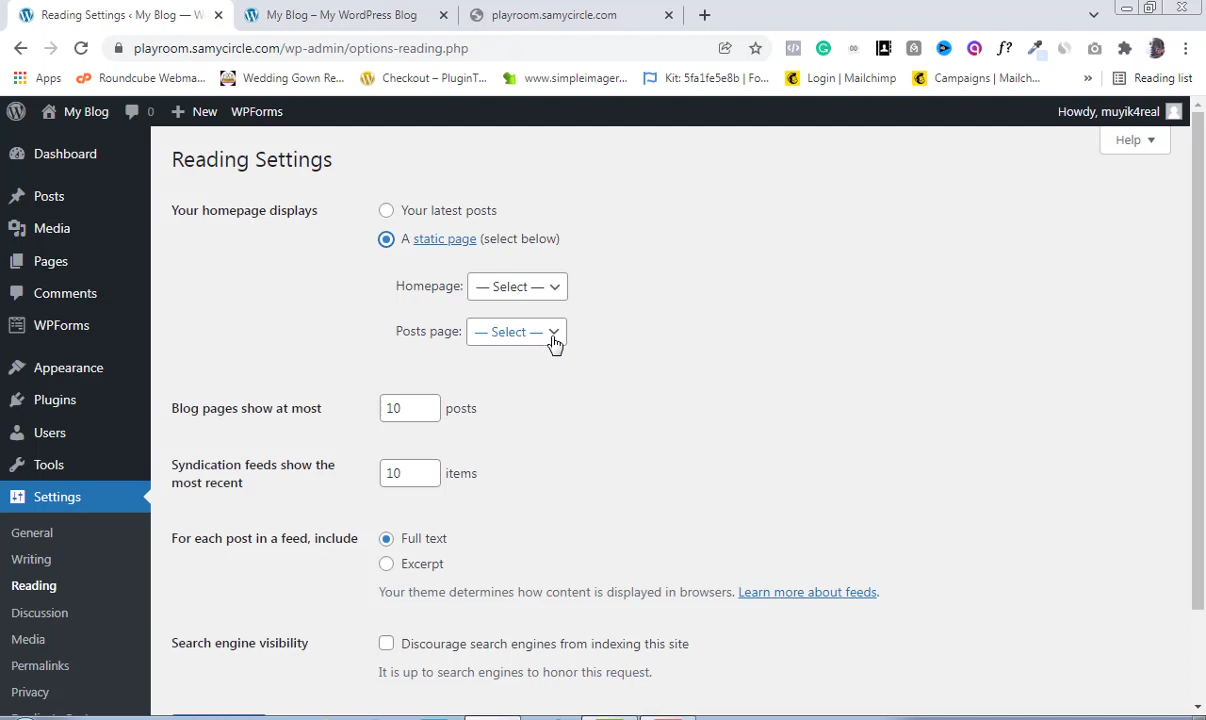 Reading Settings ‹ My Blog — W
My Blog – My WordPress Blog
playroom.samycircle.com
playroom.samycircle.com/wp-admin/options-reading.php
Apps
Roundcube Webma...
Wedding Gown Re...
Checkout – PluginT...
www.simpleimager...
Kit: 5fa1fe5e8b | Fo...
Login | Mailchimp
Campaigns | Mailch...
»
Reading list
My Blog
0
New
WPForms
Howdy, muyik4real
Help
Dashboard
Posts
Media
Pages
Comments
WPForms
Appearance
Plugins
Users
Tools
Settings
General
Writing
Reading
Discussion
Media
Permalinks
Privacy
Reading Settings
Your homepage displays
Your latest posts
A static page (select below)
Homepage: — Select —
Posts page: — Select —
Blog pages show at most
10 posts
Syndication feeds show the
most recent
10 items
For each post in a feed, include
Full text
Excerpt
Your theme determines how content is displayed in browsers. Learn more about feeds.
Search engine visibility
Discourage search engines from indexing this site
It is up to search engines to honor this request.